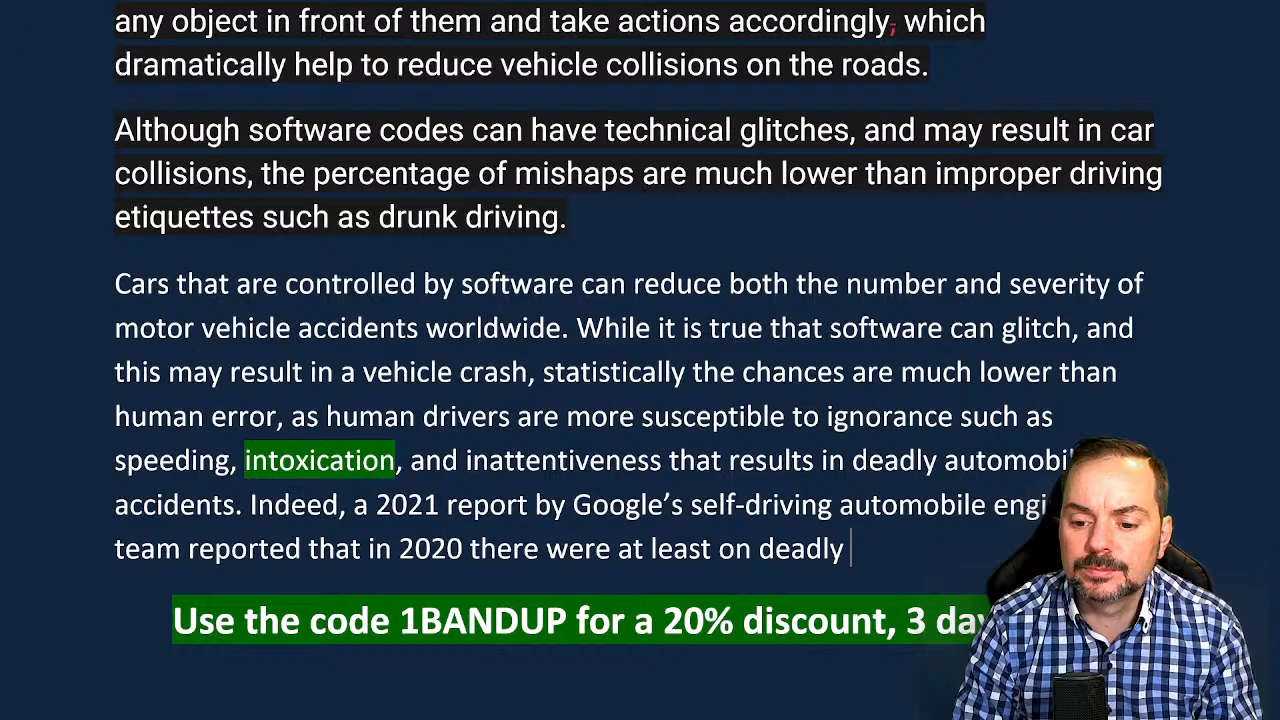 any object in front of them and take actions accordingly, which
dramatically help to reduce vehicle collisions on the roads.
Although software codes can have technical glitches, and may result in car
collisions, the percentage of mishaps are much lower than improper driving
etiquettes such as drunk driving.
Cars that are controlled by software can reduce both the number and severity of
motor vehicle accidents worldwide. While it is true that software can glitch, and
this may result in a vehicle crash, statistically the chances are much lower than
human error, as human drivers are more susceptible to ignorance such as
speeding, intoxication, and inattentiveness that results in deadly automobil
accidents. Indeed, a 2021 report by Google’s self-driving automobile engi
team reported that in 2020 there were at least on deadly
Use the code 1BANDUP for a 20% discount, 3 day